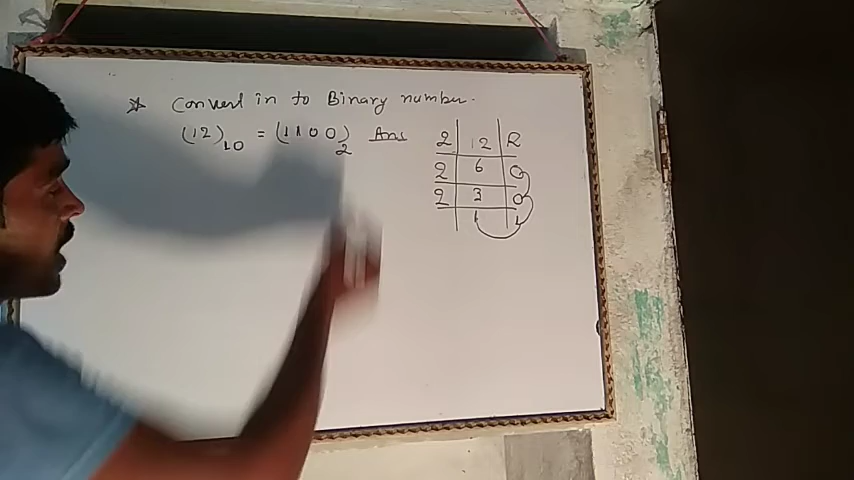 ☆ Convert in to Binary number.
(12)₁₀ = (1100)₂ Ans
2 | 12 | R
2 | 6 | 0
2 | 3 | 0
1 | 1